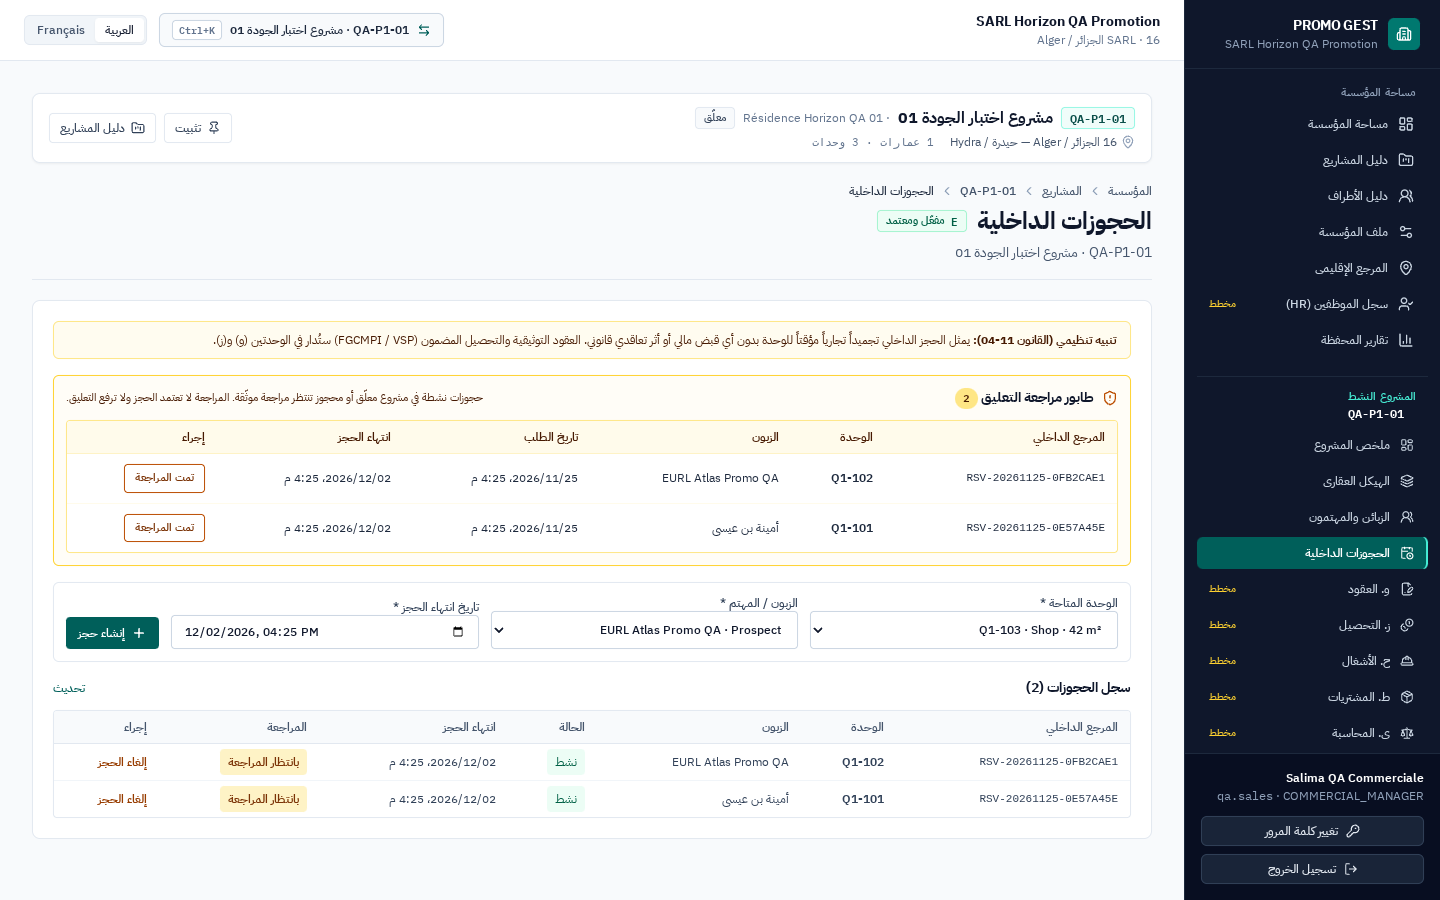 PROMO GEST
SARL Horizon QA Promotion
مساحة المؤسسة
مساحة المؤسسة
دليل المشاريع
دليل الأطراف
ملف المؤسسة
المرجع الإقليمي
سجل الموظفين (HR) مخطط
تقارير المحفظة
المشروع النشط
QA-P1-01
ملخص المشروع
الهيكل العقاري
الزبائن والمهتمون
الحجوزات الداخلية
و. العقود مخطط
ز. التحصيل مخطط
ح. الأشغال مخطط
ط. المشتريات مخطط
ي. المحاسبة مخطط
Salima QA Commerciale
qa.sales · COMMERCIAL_MANAGER
تغيير كلمة المرور
تسجيل الخروج
SARL Horizon QA Promotion
SARL · 16 الجزائر / Alger
QA-P1-01 · مشروع اختبار الجودة 01 Ctrl+K
العربية Français
QA-P1-01 مشروع اختبار الجودة 01 · Résidence Horizon QA 01 معلّق
16 الجزائر / Alger — حيدرة / Hydra 1 عمارات · 3 وحدات
تثبيت دليل المشاريع
المؤسسة المشاريع QA-P1-01 الحجوزات الداخلية
الحجوزات الداخلية E مفعّل ومعتمد
QA-P1-01 · مشروع اختبار الجودة 01
تنبيه تنظيمي (القانون 11-04): يمثل الحجز الداخلي تجميداً تجارياً مؤقتاً للوحدة بدون أي قبض مالي أو أثر تعاقدي قانوني. العقود التوثيقية والتحصيل المضمون (FGCMPI / VSP) ستُدار في الوحدتين (و) و(ز).
طابور مراجعة التعليق 2
حجوزات نشطة في مشروع معلّق أو محجوز تنتظر مراجعة موثّقة. المراجعة لا تعتمد الحجز ولا ترفع التعليق.
المرجع الداخلي الوحدة الزبون تاريخ الطلب انتهاء الحجز إجراء
RSV-20261125-0FB2CAE1 Q1-102 EURL Atlas Promo QA 2026/11/25، 4:25 م 2026/12/02، 4:25 م تمت المراجعة
RSV-20261125-0E57A45E Q1-101 أمينة بن عيسى 2026/11/25، 4:25 م 2026/12/02، 4:25 م تمت المراجعة
الوحدة المتاحة * الزبون / المهتم * تاريخ انتهاء الحجز *
Q1-103 · Shop · 42 m² EURL Atlas Promo QA · Prospect 12/02/2026, 04:25 PM إنشاء حجز
سجل الحجوزات (2) تحديث
المرجع الداخلي الوحدة الزبون الحالة انتهاء الحجز المراجعة إجراء
RSV-20261125-0FB2CAE1 Q1-102 EURL Atlas Promo QA نشط 2026/12/02، 4:25 م بانتظار المراجعة إلغاء الحجز
RSV-20261125-0E57A45E Q1-101 أمينة بن عيسى نشط 2026/12/02، 4:25 م بانتظار المراجعة إلغاء الحجز